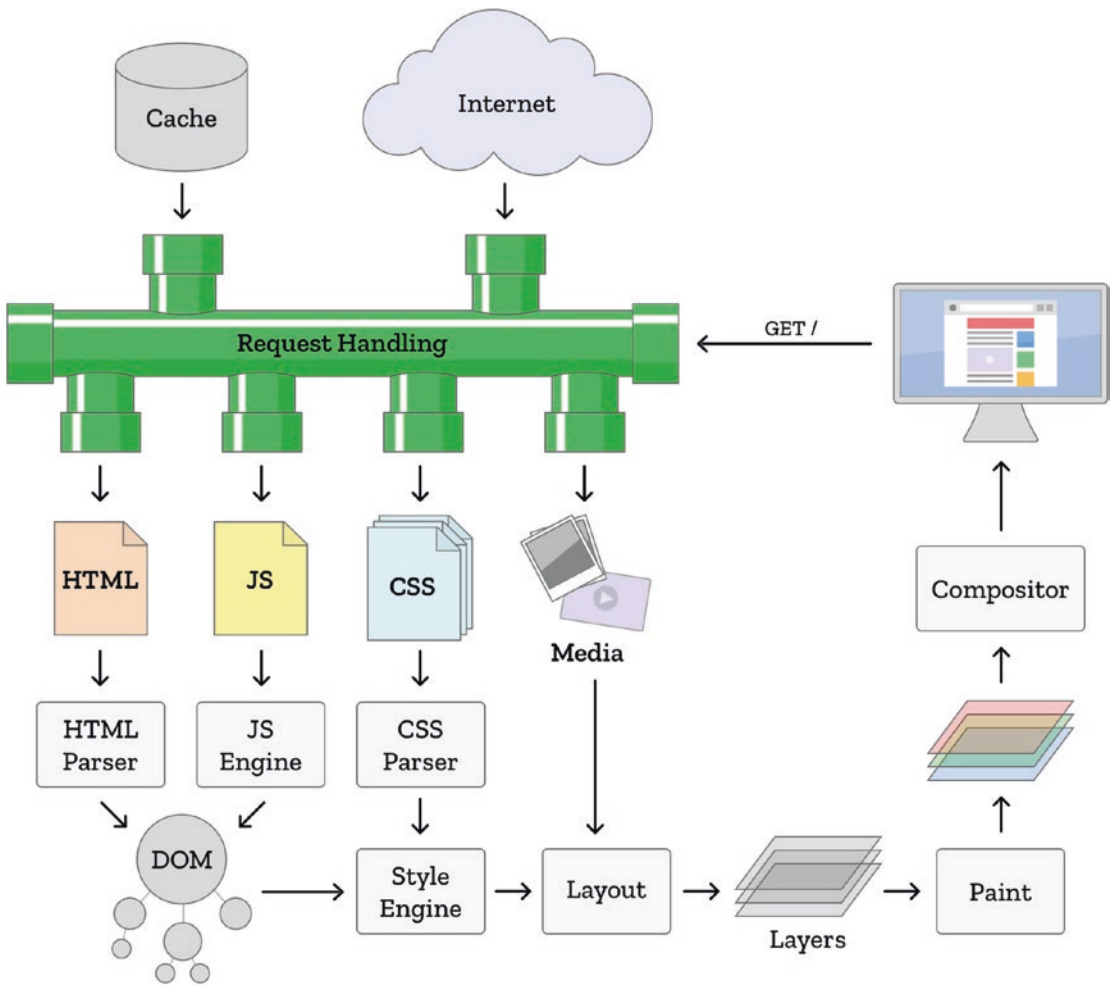 Cache
Internet
Request Handling
GET /
HTML
JS
CSS
Media
Compositor
HTML
Parser
JS
Engine
CSS
Parser
DOM
Style
Engine
Layout
Layers
Paint